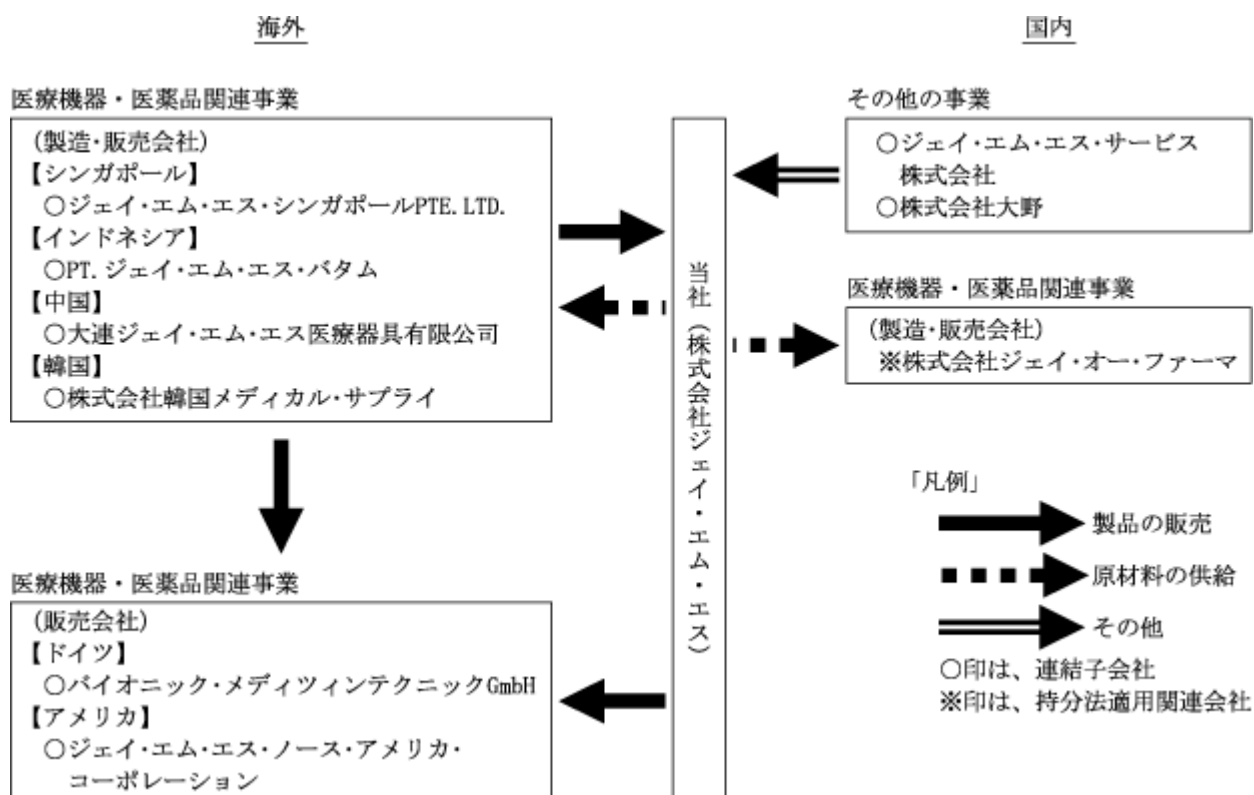 海外
医療機器・医薬品関連事業
(製造・販売会社)
【シンガポール】
○ジェイ・エム・エス・シンガポールPTE.LTD.
【インドネシア】
○PT.ジェイ・エム・エス・バタム
【中国】
○大連ジェイ・エム・エス医療器具有限公司
【韓国】
○株式会社韓国メディカル・サプライ
医療機器・医薬品関連事業
(販売会社)
【ドイツ】
○バイオニック・メディツィンテクニックGmbH
【アメリカ】
○ジェイ・エム・エス・ノース・アメリカ・
コーポレーション
当社(株式会社ジェイ・エム・エス)
国内
その他の事業
○ジェイ・エム・エス・サービス
株式会社
○株式会社大野
医療機器・医薬品関連事業
(製造・販売会社)
※株式会社ジェイ・オー・ファーマ
「凡例」
製品の販売
原材料の供給
その他
○印は、連結子会社
※印は、持分法適用関連会社